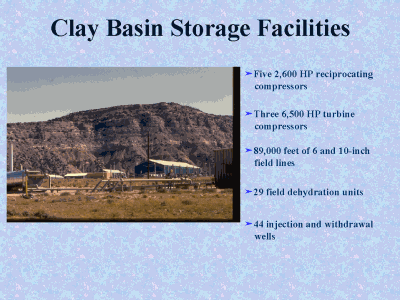 Clay Basin Storage Facilities
➢Five 2,600 HP reciprocating
compressors
➢Three 6,500 HP turbine
compressors
➢89,000 feet of 6 and 10-inch
field lines
➢29 field dehydration units
➢44 injection and withdrawal
wells